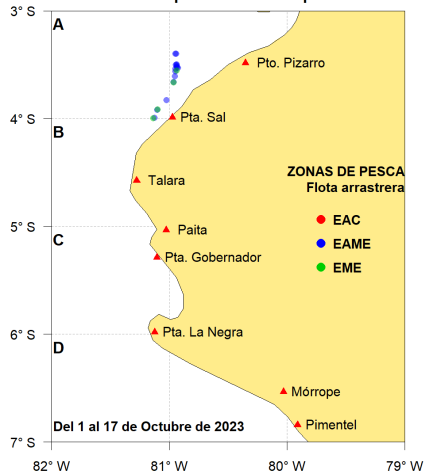 3° S
A
Pto. Pizarro
4° S
Pta. Sal
B
ZONAS DE PESCA
Flota arrastrera
Talara
EAC
5° S
Paita
EAME
C
Pta. Gobernador
EME
6° S
Pta. La Negra
D
Mórrope
Del 1 al 17 de Octubre de 2023
Pimentel
7° S
82° W
81° W
80° W
79° W